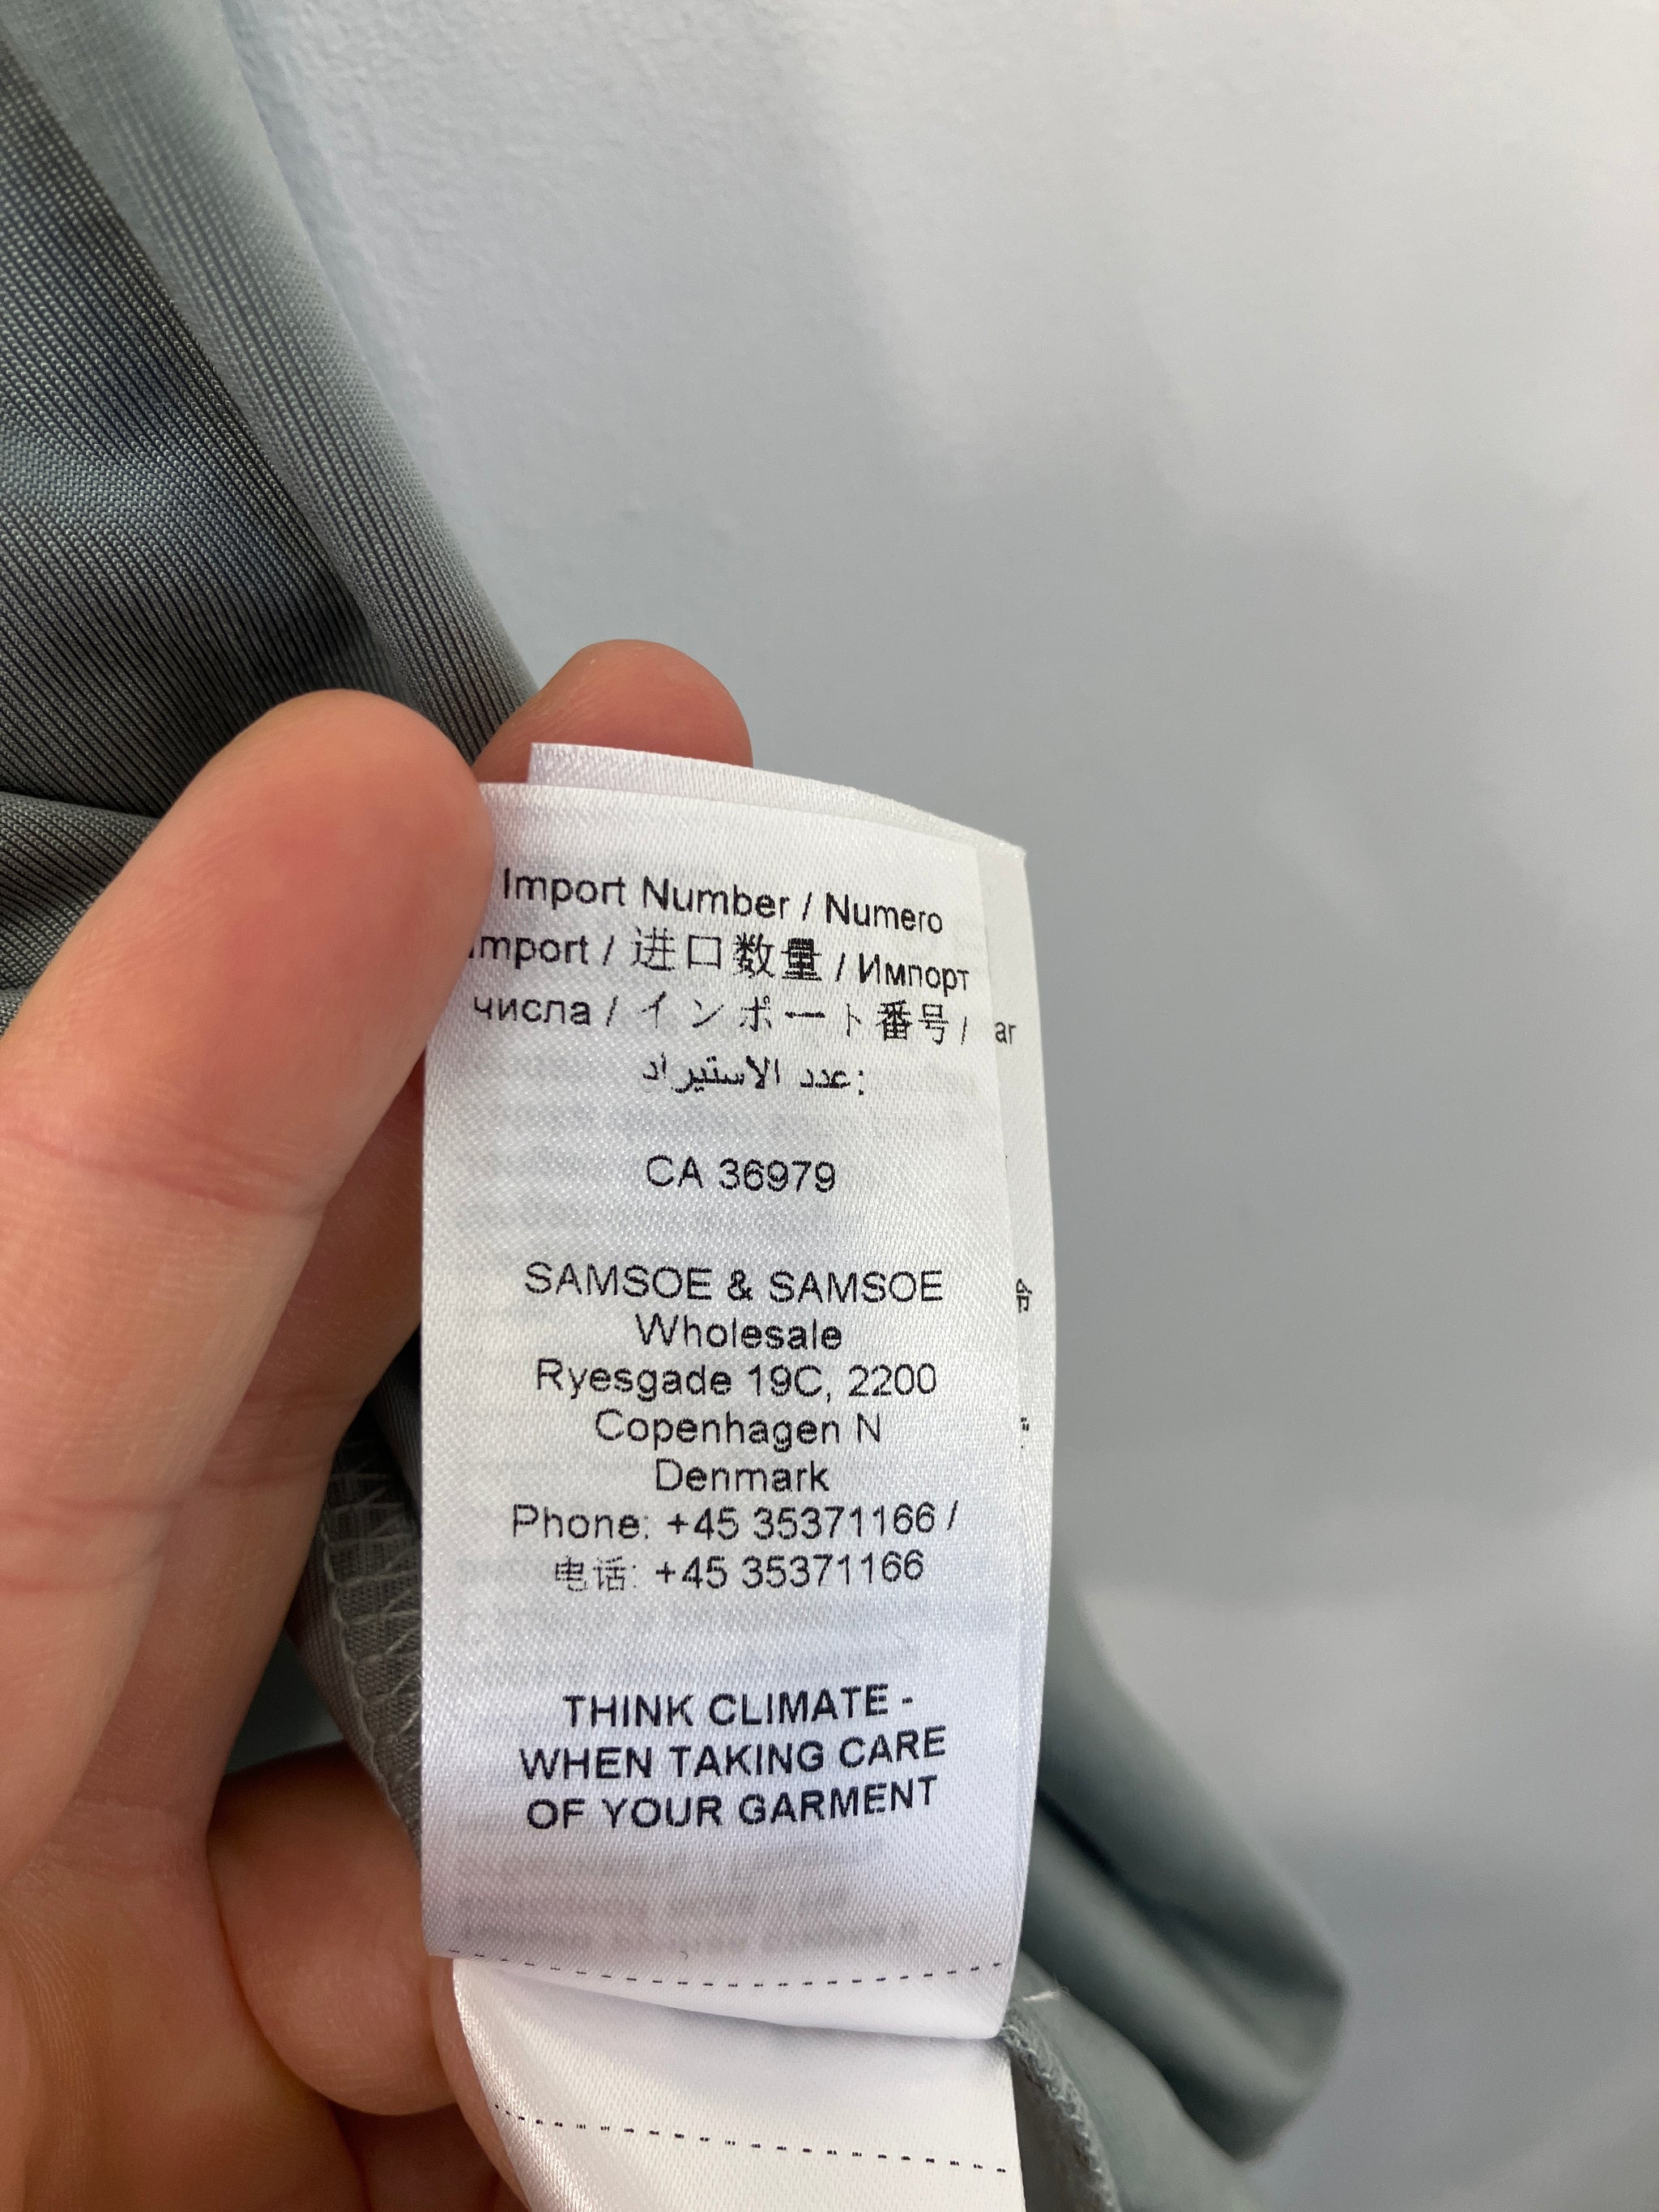 Import Number / Numero
import / 进口数量 / Импорт
числа / インポート番号 /
عدد الاستيراد:
CA 36979
SAMSOE & SAMSOE
Wholesale
Ryesgade 19C, 2200
Copenhagen N
Denmark
Phone: +45 35371166 /
电话: +45 35371166
THINK CLIMATE -
WHEN TAKING CARE
OF YOUR GARMENT
ar